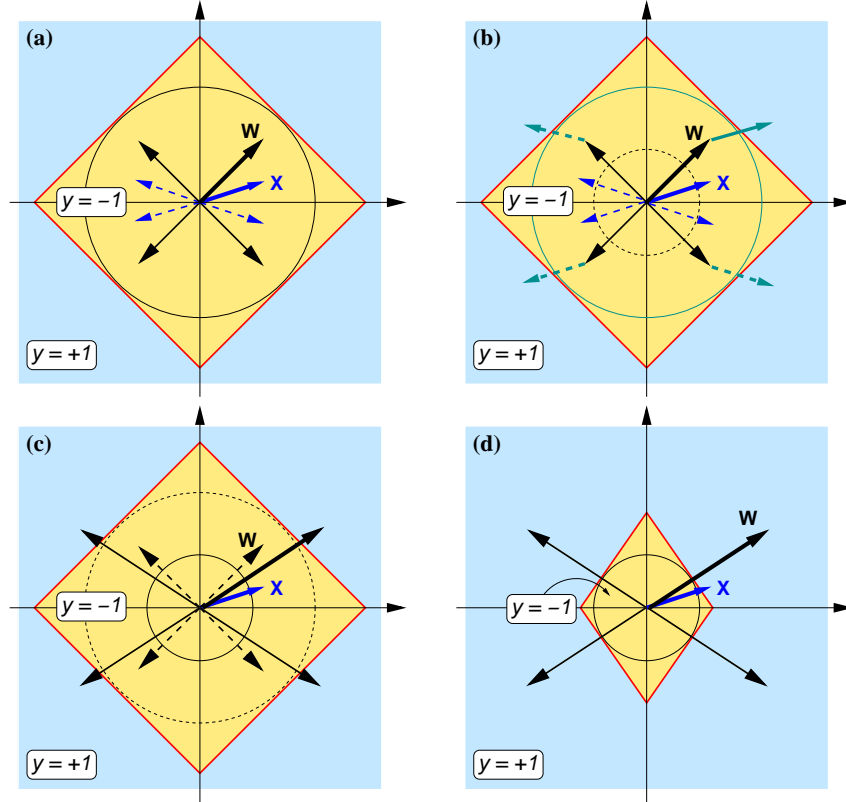 (a)
W
X
y = −1
y = +1
(b)
W
X
y = −1
y = +1
(c)
W
X
y = −1
y = +1
(d)
W
X
y = −1
y = +1